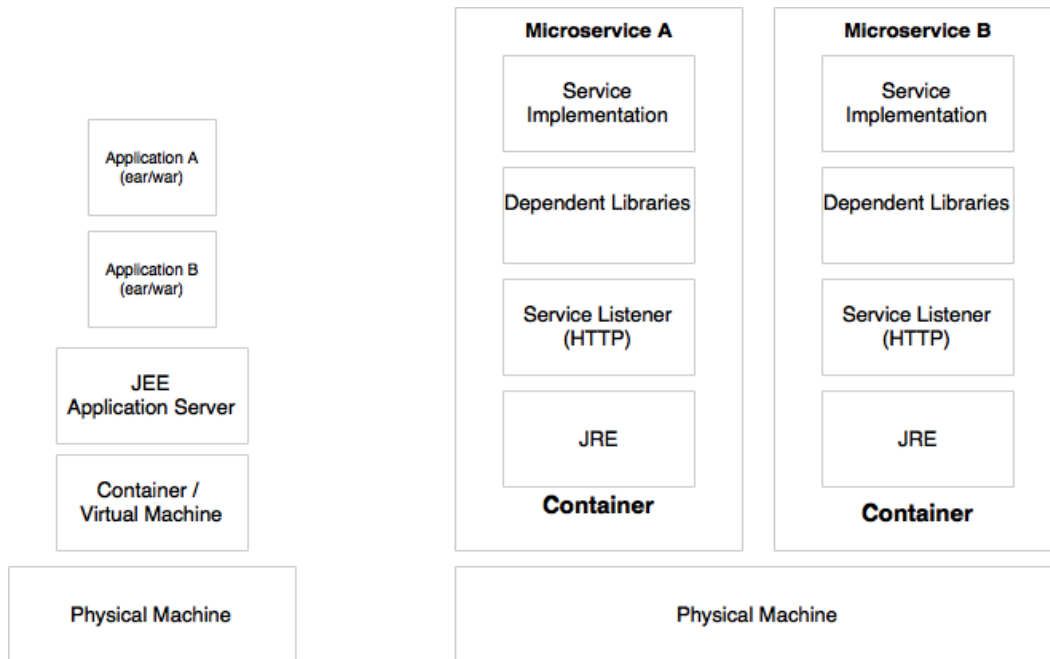 Application A
(ear/war)
Application B
(ear/war)
JEE
Application Server
Container /
Virtual Machine
Physical Machine
Microservice A
Service
Implementation
Dependent Libraries
Service Listener
(HTTP)
JRE
Container
Microservice B
Service
Implementation
Dependent Libraries
Service Listener
(HTTP)
JRE
Container
Physical Machine